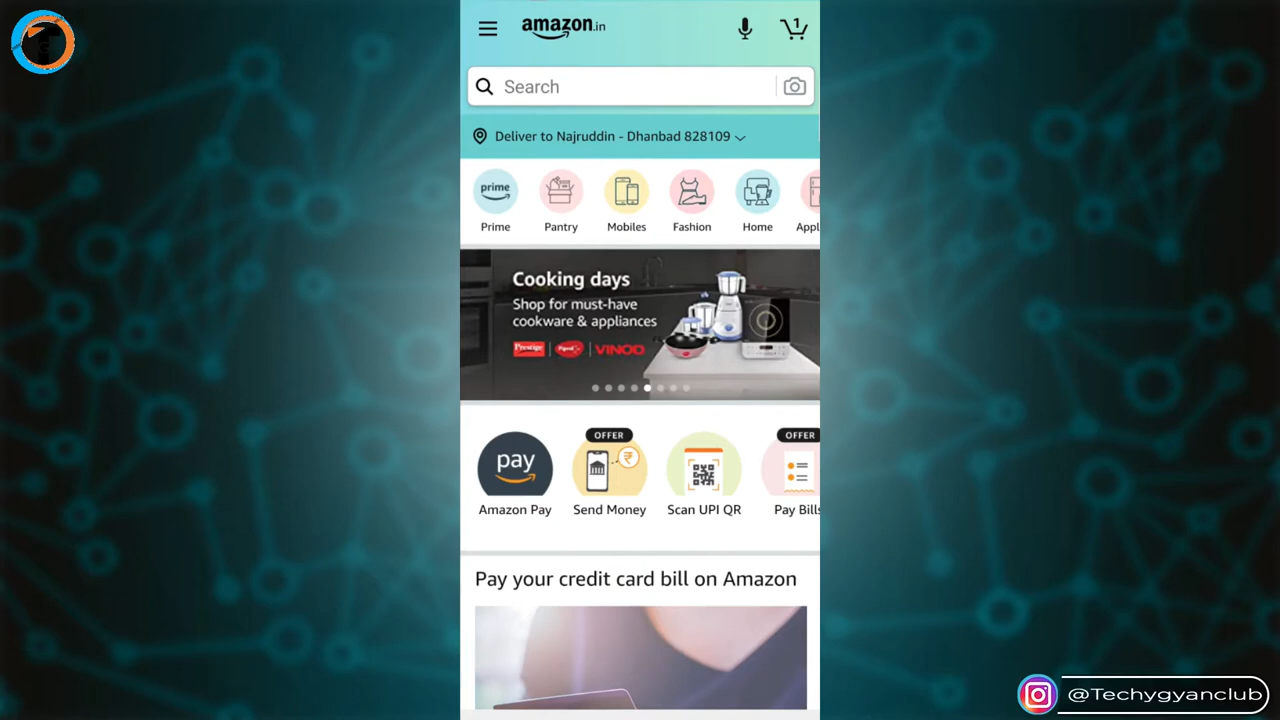 amazon.in
1
Search
Deliver to Najruddin - Dhanbad 828109
prime
Prime
Pantry
Mobiles
Fashion
Home
Appl
Cooking days
Shop for must-have
cookware & appliances
Prestige
Pigeon
VINOD
OFFER
OFFER
pay
Amazon Pay
Send Money
Scan UPI QR
Pay Bills
Pay your credit card bill on Amazon
@Techygyanclub